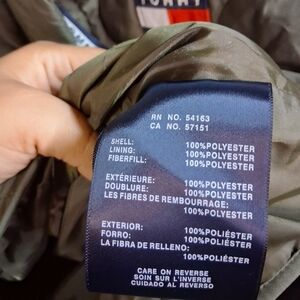 TOMMY
RN NO. 54163
CA NO. 57151
SHELL: 100%POLYESTER
LINING: 100%POLYESTER
FIBERFILL: 100%POLYESTER
EXTÉRIEURE: 100%POLYESTER
DOUBLURE: 100%POLYESTER
LES FIBRES DE REMBOURRAGE:
100%POLYESTER
EXTERIOR: 100%POLIÉSTER
FORRO: 100%POLIÉSTER
LA FIBRA DE RELLENO: 100%POLIÉSTER
CARE ON REVERSE
SOIN SUR L'INVERSE
CUIDADO AL REVERSO